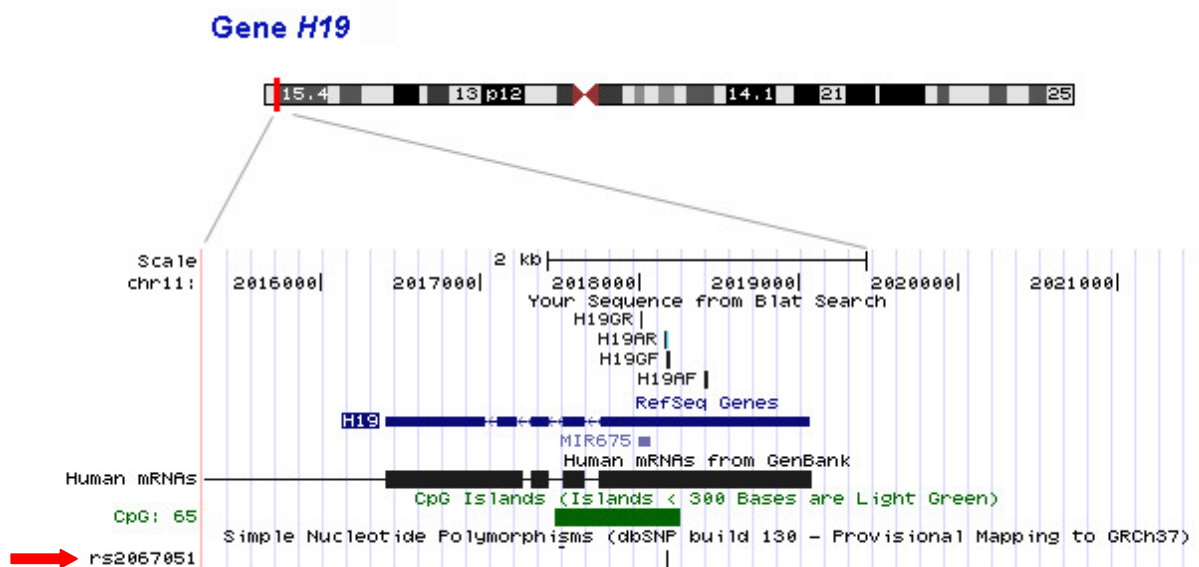 Gene H19
15.4 13 p12 14.1 21 25
Scale 2 kb
chr11: 2016000 2017000 2018000 2019000 2020000 2021000
Your Sequence from Blat Search
H19GR
H19AR
H19GF
H19AF
RefSeq Genes
H19
MIR675
Human mRNAs from GenBank
Human mRNAs
CpG Islands (Islands < 300 Bases are Light Green)
CpG: 65
Simple Nucleotide Polymorphisms (dbSNP build 130 - Provisional Mapping to GRCh37)
rs2067051